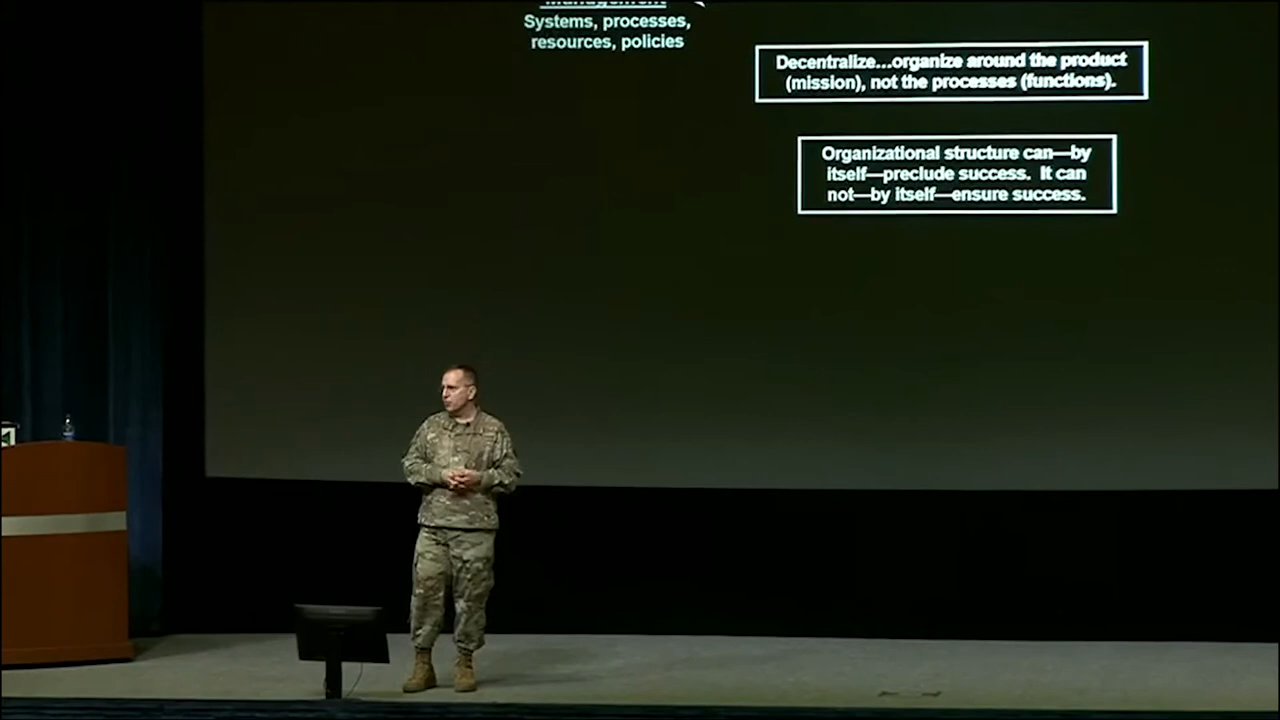 Systems, processes,
resources, policies
Decentralize...organize around the product
(mission), not the processes (functions).
Organizational structure can—by
itself—preclude success. It can
not—by itself—ensure success.